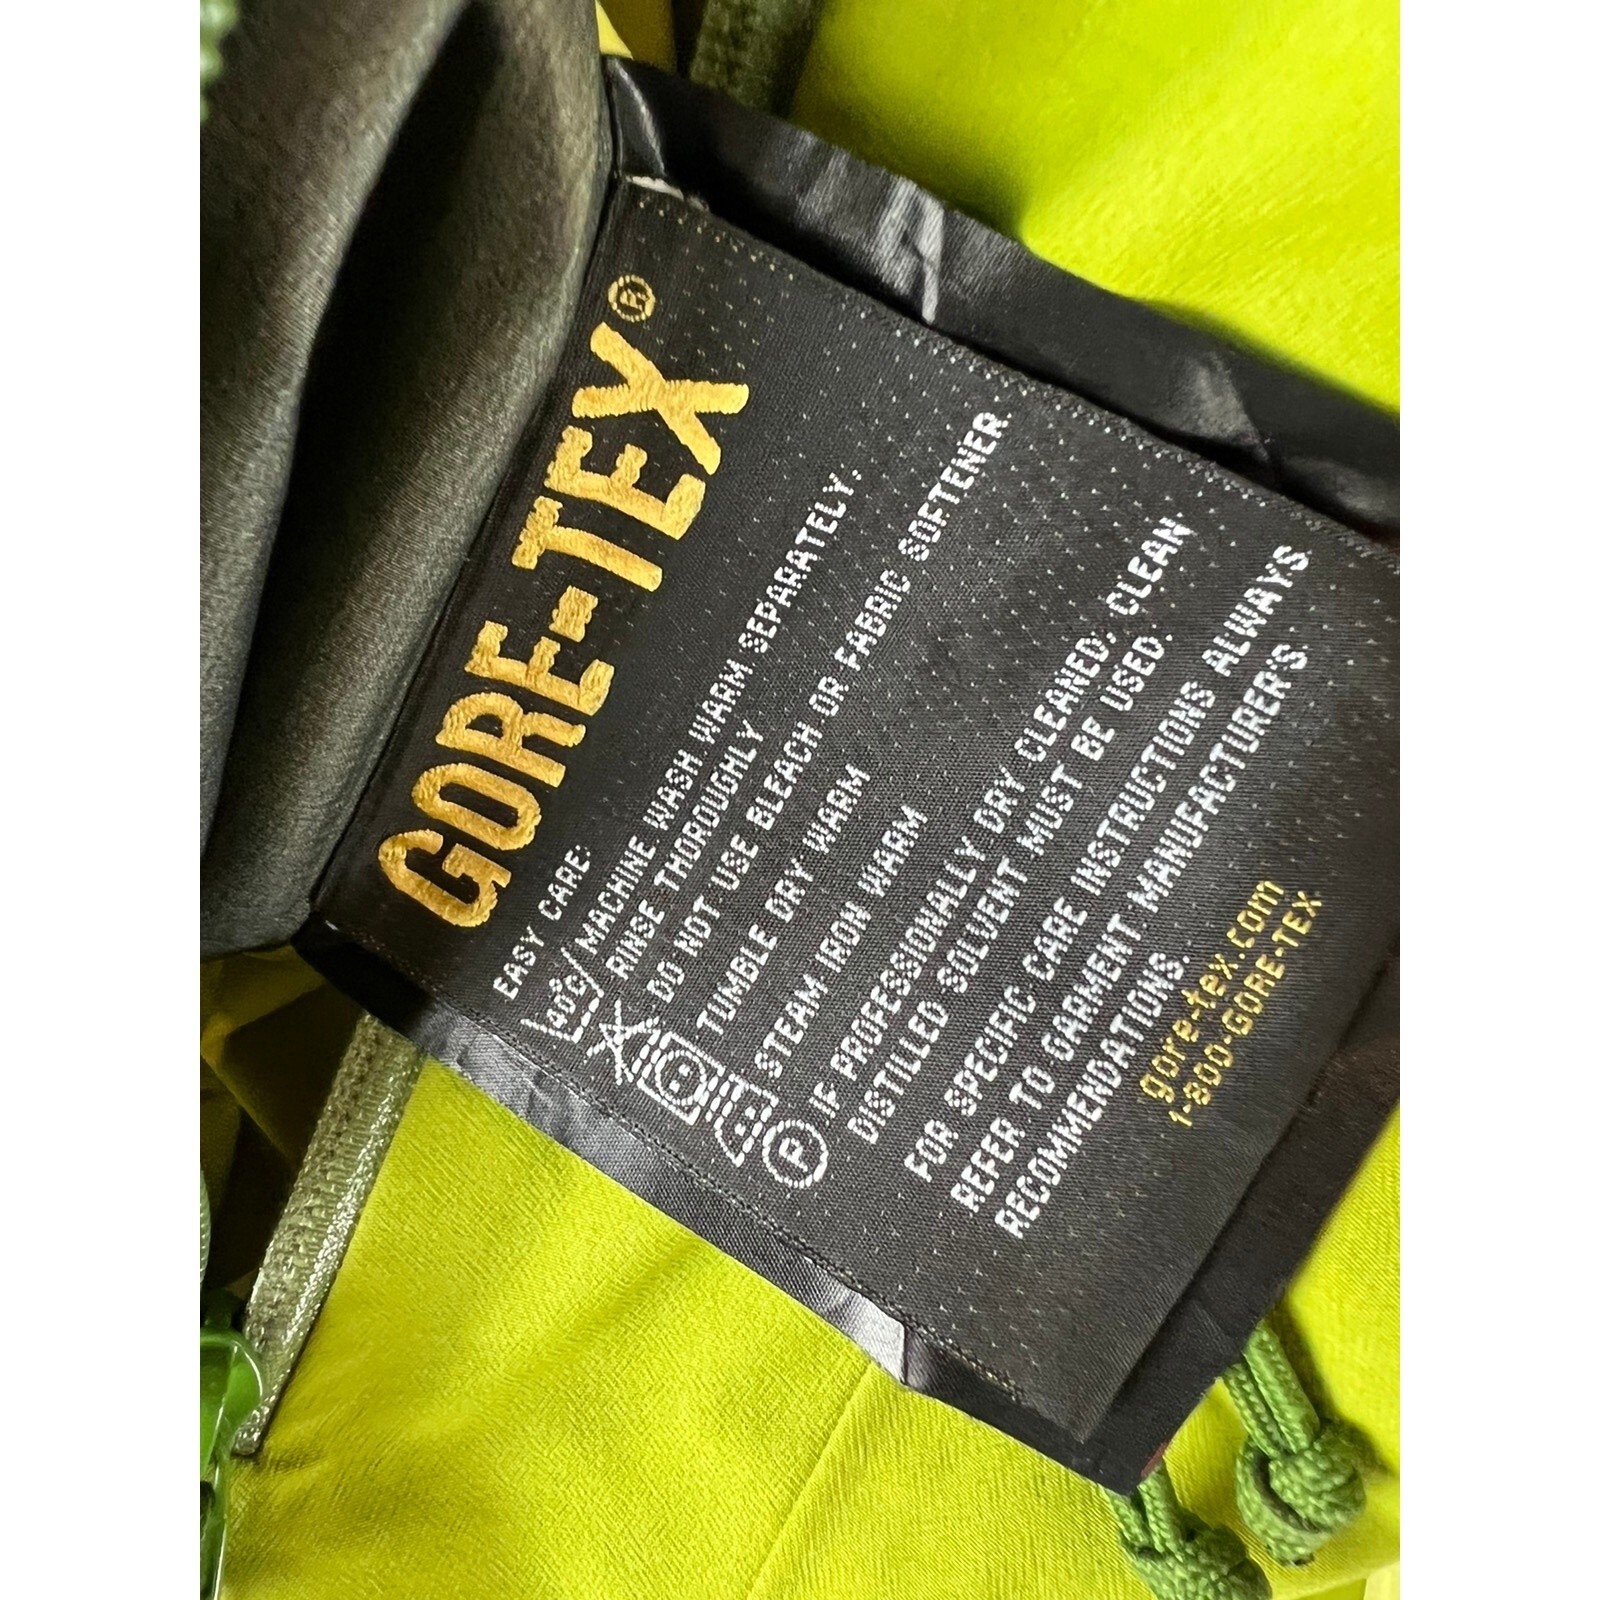 GORE-TEX®
EASY CARE:
40°C/MACHINE WASH WARM SEPARATELY.
RINSE THOROUGHLY
DO NOT USE BLEACH OR FABRIC SOFTENER.
TUMBLE DRY WARM
STEAM IRON WARM
P IF PROFESSIONALLY DRY CLEANED, CLEAN
DISTILLED SOLVENT MUST BE USED.
FOR SPECIFIC CARE INSTRUCTIONS ALWAYS
REFER TO GARMENT MANUFACTURER'S
RECOMMENDATIONS.
gore-tex.com
1-800-GORE-TEX